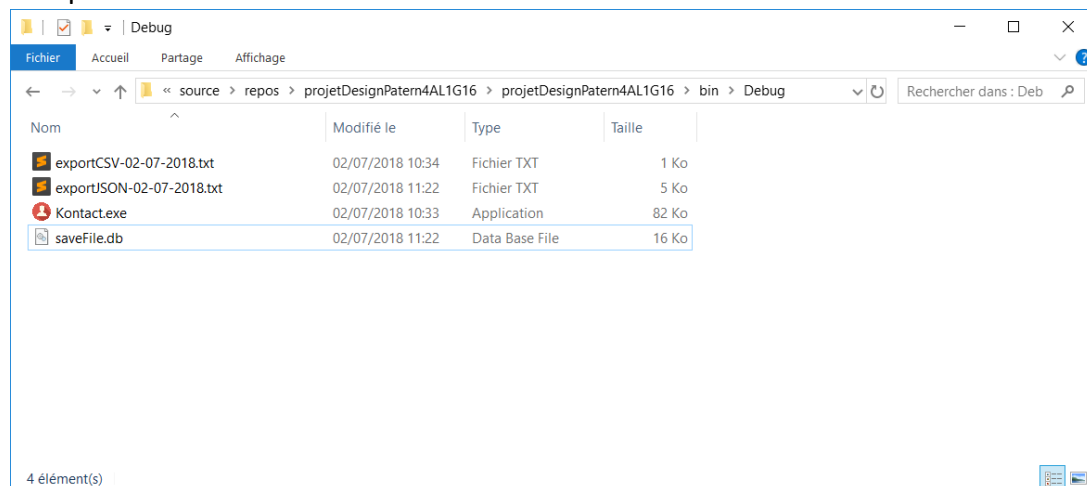 Debug
Fichier Accueil Partage Affichage
« source > repos > projetDesignPatern4AL1G16 > projetDesignPatern4AL1G16 > bin > Debug Rechercher dans : Deb
Nom Modifié le Type Taille
exportCSV-02-07-2018.txt 02/07/2018 10:34 Fichier TXT 1 Ko
exportJSON-02-07-2018.txt 02/07/2018 11:22 Fichier TXT 5 Ko
Kontact.exe 02/07/2018 10:33 Application 82 Ko
saveFile.db 02/07/2018 11:22 Data Base File 16 Ko
4 élément(s)